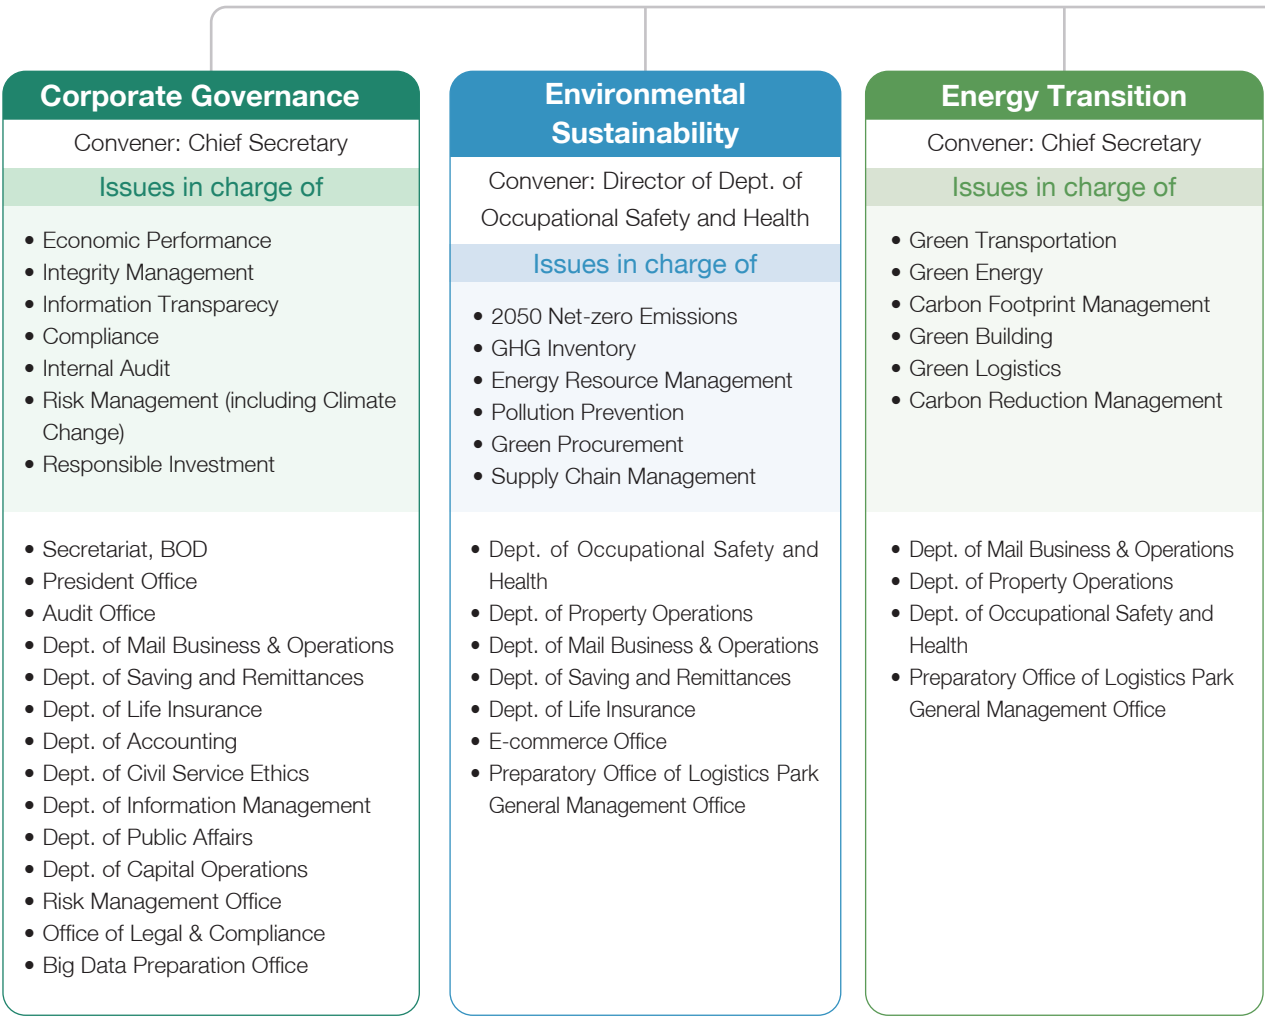 Corporate Governance
Convener: Chief Secretary
Issues in charge of
• Economic Performance
• Integrity Management
• Information Transparecy
• Compliance
• Internal Audit
• Risk Management (including Climate
Change)
• Responsible Investment
• Secretariat, BOD
• President Office
• Audit Office
• Dept. of Mail Business & Operations
• Dept. of Saving and Remittances
• Dept. of Life Insurance
• Dept. of Accounting
• Dept. of Civil Service Ethics
• Dept. of Information Management
• Dept. of Public Affairs
• Dept. of Capital Operations
• Risk Management Office
• Office of Legal & Compliance
• Big Data Preparation Office
Environmental
Sustainability
Convener: Director of Dept. of
Occupational Safety and Health
Issues in charge of
• 2050 Net-zero Emissions
• GHG Inventory
• Energy Resource Management
• Pollution Prevention
• Green Procurement
• Supply Chain Management
• Dept. of Occupational Safety and
Health
• Dept. of Property Operations
• Dept. of Mail Business & Operations
• Dept. of Saving and Remittances
• Dept. of Life Insurance
• E-commerce Office
• Preparatory Office of Logistics Park
General Management Office
Energy Transition
Convener: Chief Secretary
Issues in charge of
• Green Transportation
• Green Energy
• Carbon Footprint Management
• Green Building
• Green Logistics
• Carbon Reduction Management
• Dept. of Mail Business & Operations
• Dept. of Property Operations
• Dept. of Occupational Safety and
Health
• Preparatory Office of Logistics Park
General Management Office